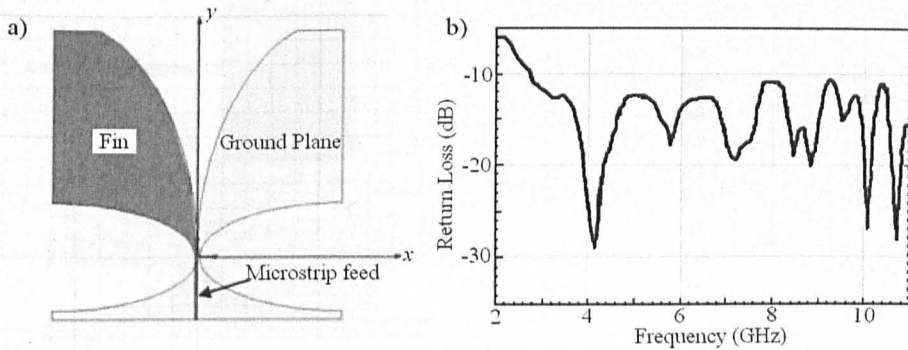 a)
y
Fin
Ground Plane
x
Microstrip feed
b)
Return Loss (dB)
-10
-20
-30
2 4 6 8 10
Frequency (GHz)